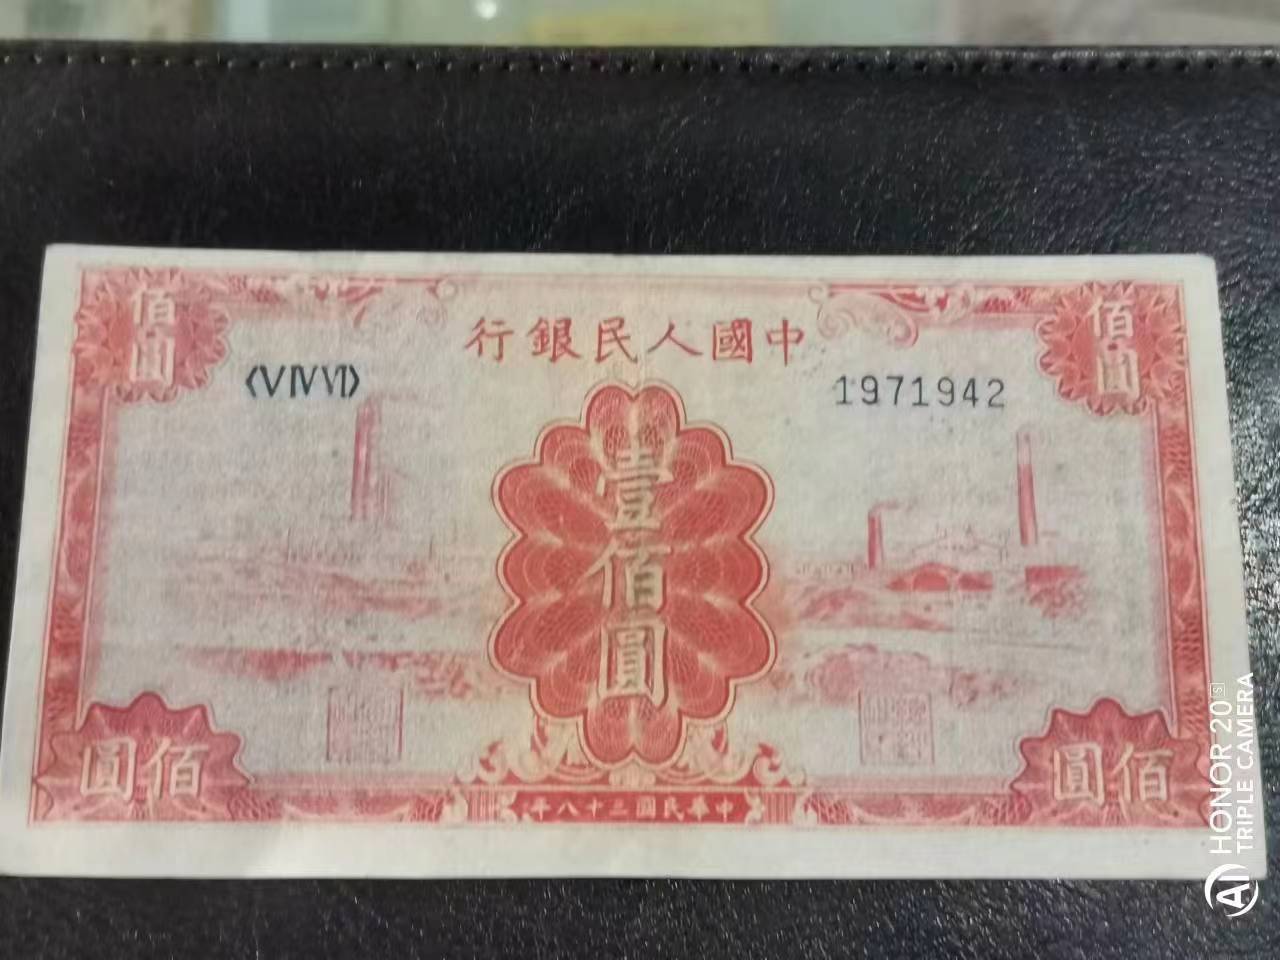 佰圓
中國人民銀行
佰圓
〈ⅤⅣⅥ〉
1971942
壹佰圓
佰圓
佰圓
中華民國三十八年
HONOR 20 S
AI TRIPLE CAMERA